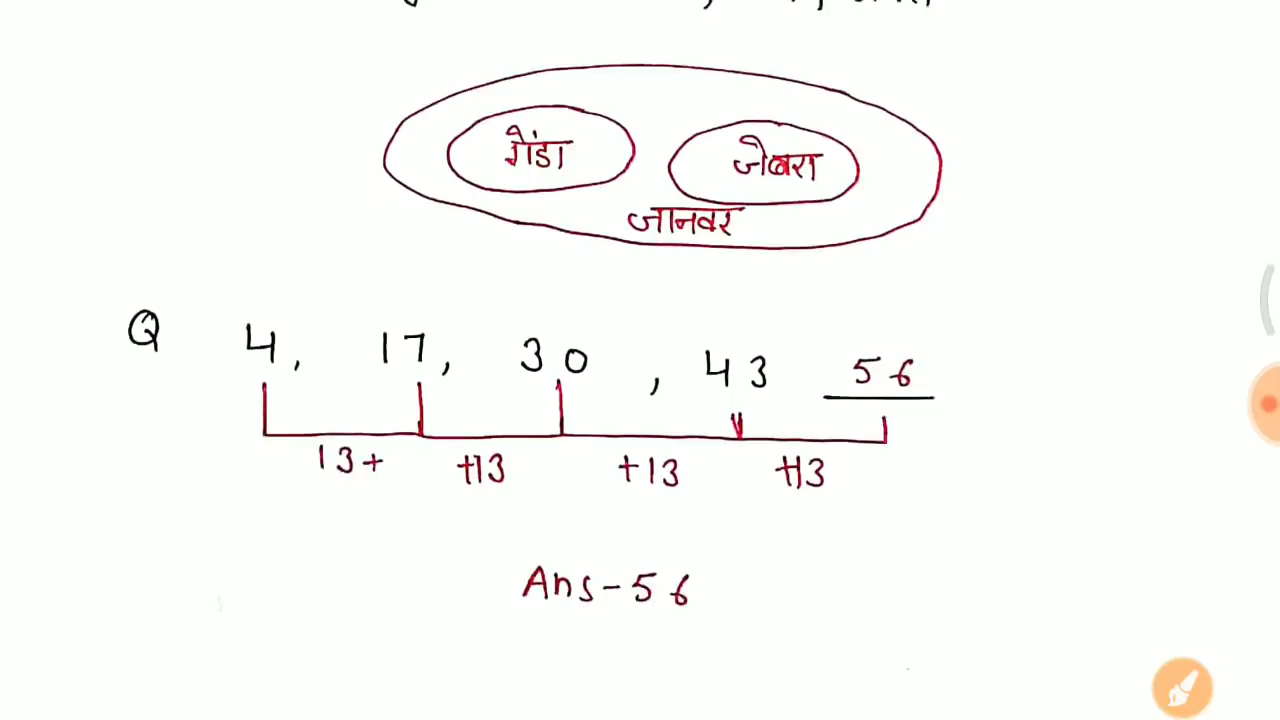 गेंडा जेबरा
जानवर
Q 4, 17, 30 , 43 56
13+ +13 +13 +13
Ans-56